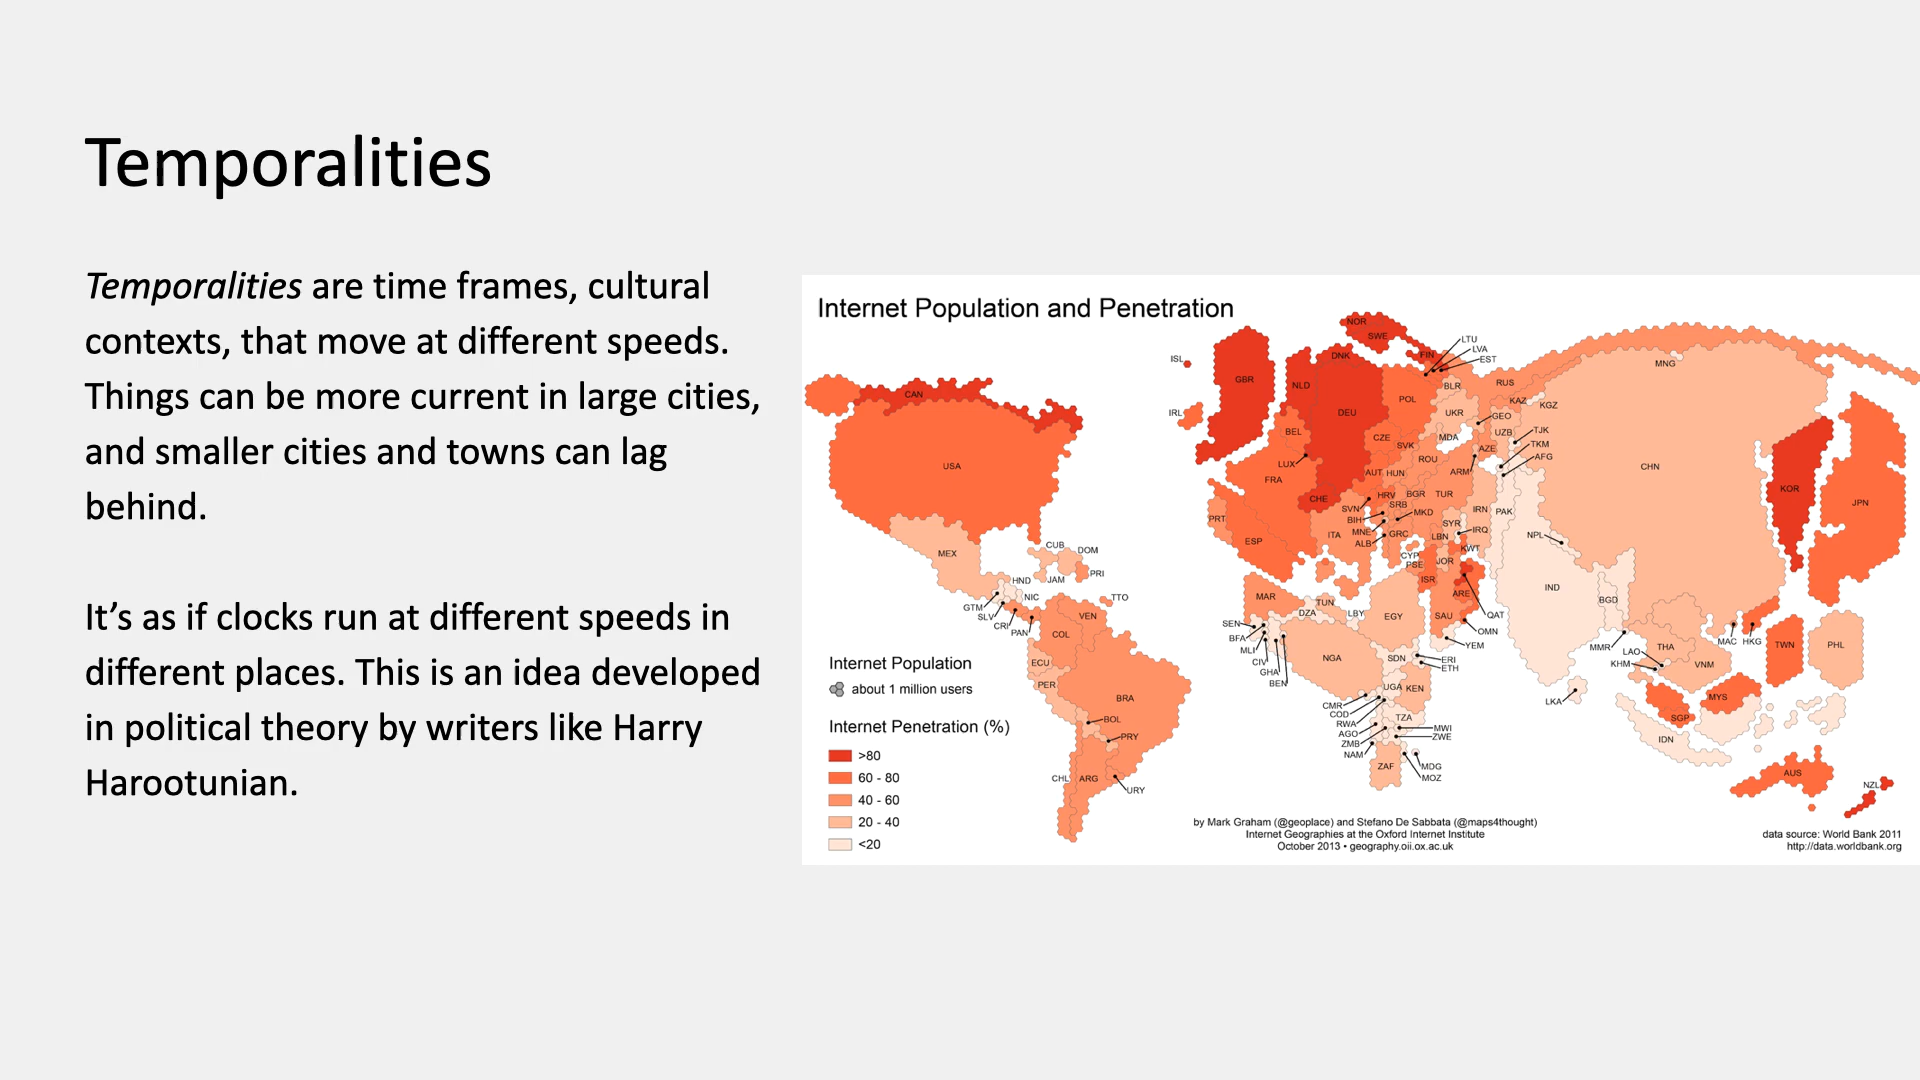 Temporalities
Temporalities are time frames, cultural
contexts, that move at different speeds.
Things can be more current in large cities,
and smaller cities and towns can lag
behind.
It’s as if clocks run at different speeds in
different places. This is an idea developed
in political theory by writers like Harry
Harootunian.
Internet Population and Penetration
NOR
SWE
LTU
LVA
EST
FIN
ISL
DNK
GBR
NLD
MNG
CAN
POL
BLR
RUS
KAZ
KGZ
IRL
DEU
UKR
GEO
BEL
CZE
MDA
UZB
TJK
SVK
AZE
TKM
USA
LUX
ROU
ARM
AFG
CHN
FRA
AUT
HUN
KOR
CHE
HRV
BGR
TUR
JPN
SVN
SRB
IRN
PAK
PRT
BIH
MKD
SYR
IRQ
MNE
ITA
ALB
GRC
LBN
NPL
ESP
CUB
DOM
MEX
CYP
KWT
PSE
JOR
HND
JAM
PRI
ISR
IND
ARE
NIC
MAR
TUN
BGD
GTM
TTO
DZA
LBY
EGY
SAU
QAT
SLV
VEN
SEN
OMN
CRI
PAN
COL
BFA
MLI
YEM
MMR
LAO
THA
MAC
HKG
TWN
PHL
CIV
NGA
SDN
ERI
ETH
KHM
VNM
ECU
GHA
BEN
UGA
KEN
PER
BRA
LKA
MYS
CMR
COD
RWA
TZA
SGP
BOL
AGO
MWI
ZWE
IDN
PRY
ZMB
NAM
CHL
ARG
ZAF
MDG
MOZ
AUS
NZL
URY
Internet Population
about 1 million users
Internet Penetration (%)
>80
60 - 80
40 - 60
20 - 40
<20
by Mark Graham (@geoplace) and Stefano De Sabbata (@maps4thought)
Internet Geographies at the Oxford Internet Institute
October 2013 • geography.oii.ox.ac.uk
data source: World Bank 2011
http://data.worldbank.org